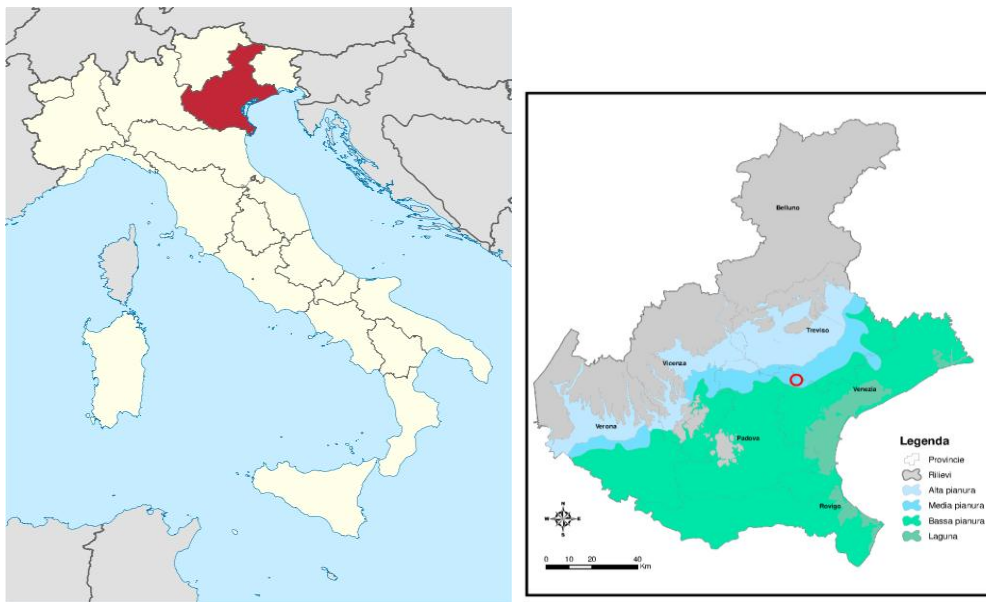 Belluno
Treviso
Vicenza
Venezia
Verona
Padova
Rovigo
Legenda
Provincie
Rilievi
Alta pianura
Media pianura
Bassa pianura
Laguna
N
W
E
S
0
10
20
40
Km